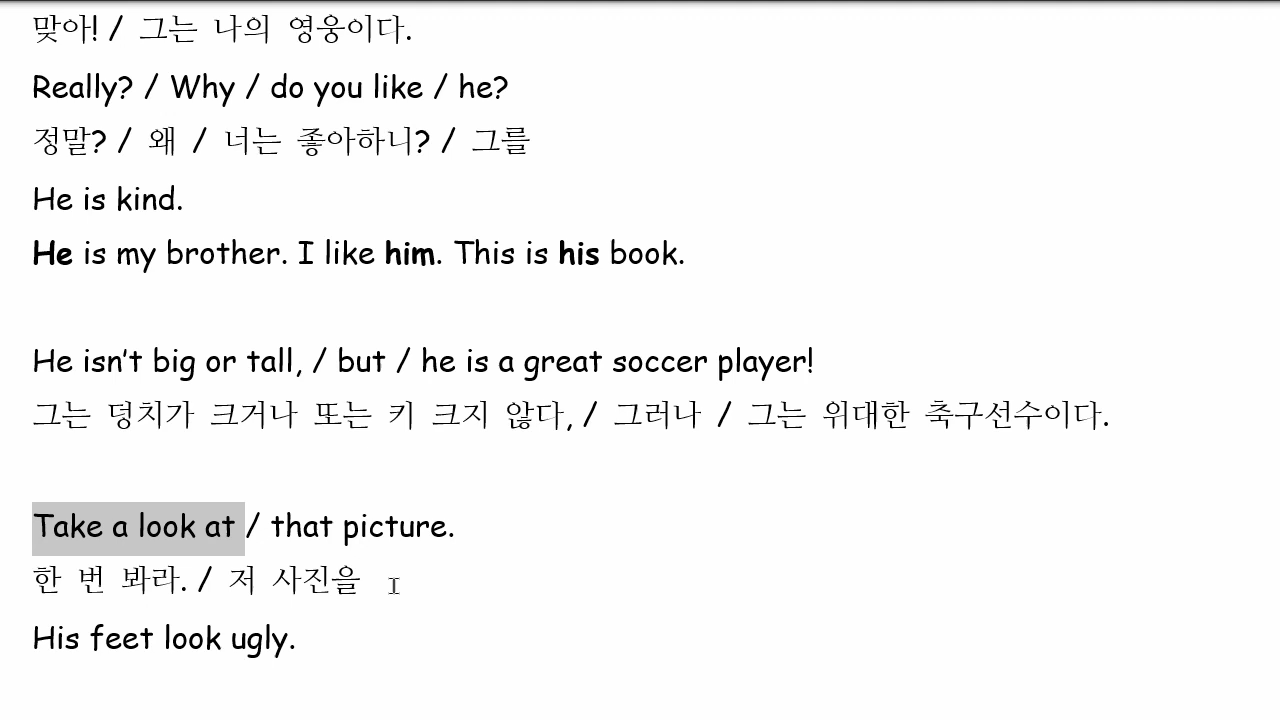 맞아! / 그는 나의 영웅이다.
Really? / Why / do you like / he?
정말? / 왜 / 너는 좋아하니? / 그를
He is kind.
He is my brother. I like him. This is his book.
He isn’t big or tall, / but / he is a great soccer player!
그는 덩치가 크거나 또는 키 크지 않다, / 그러나 / 그는 위대한 축구선수이다.
Take a look at / that picture.
한 번 봐라. / 저 사진을
His feet look ugly.